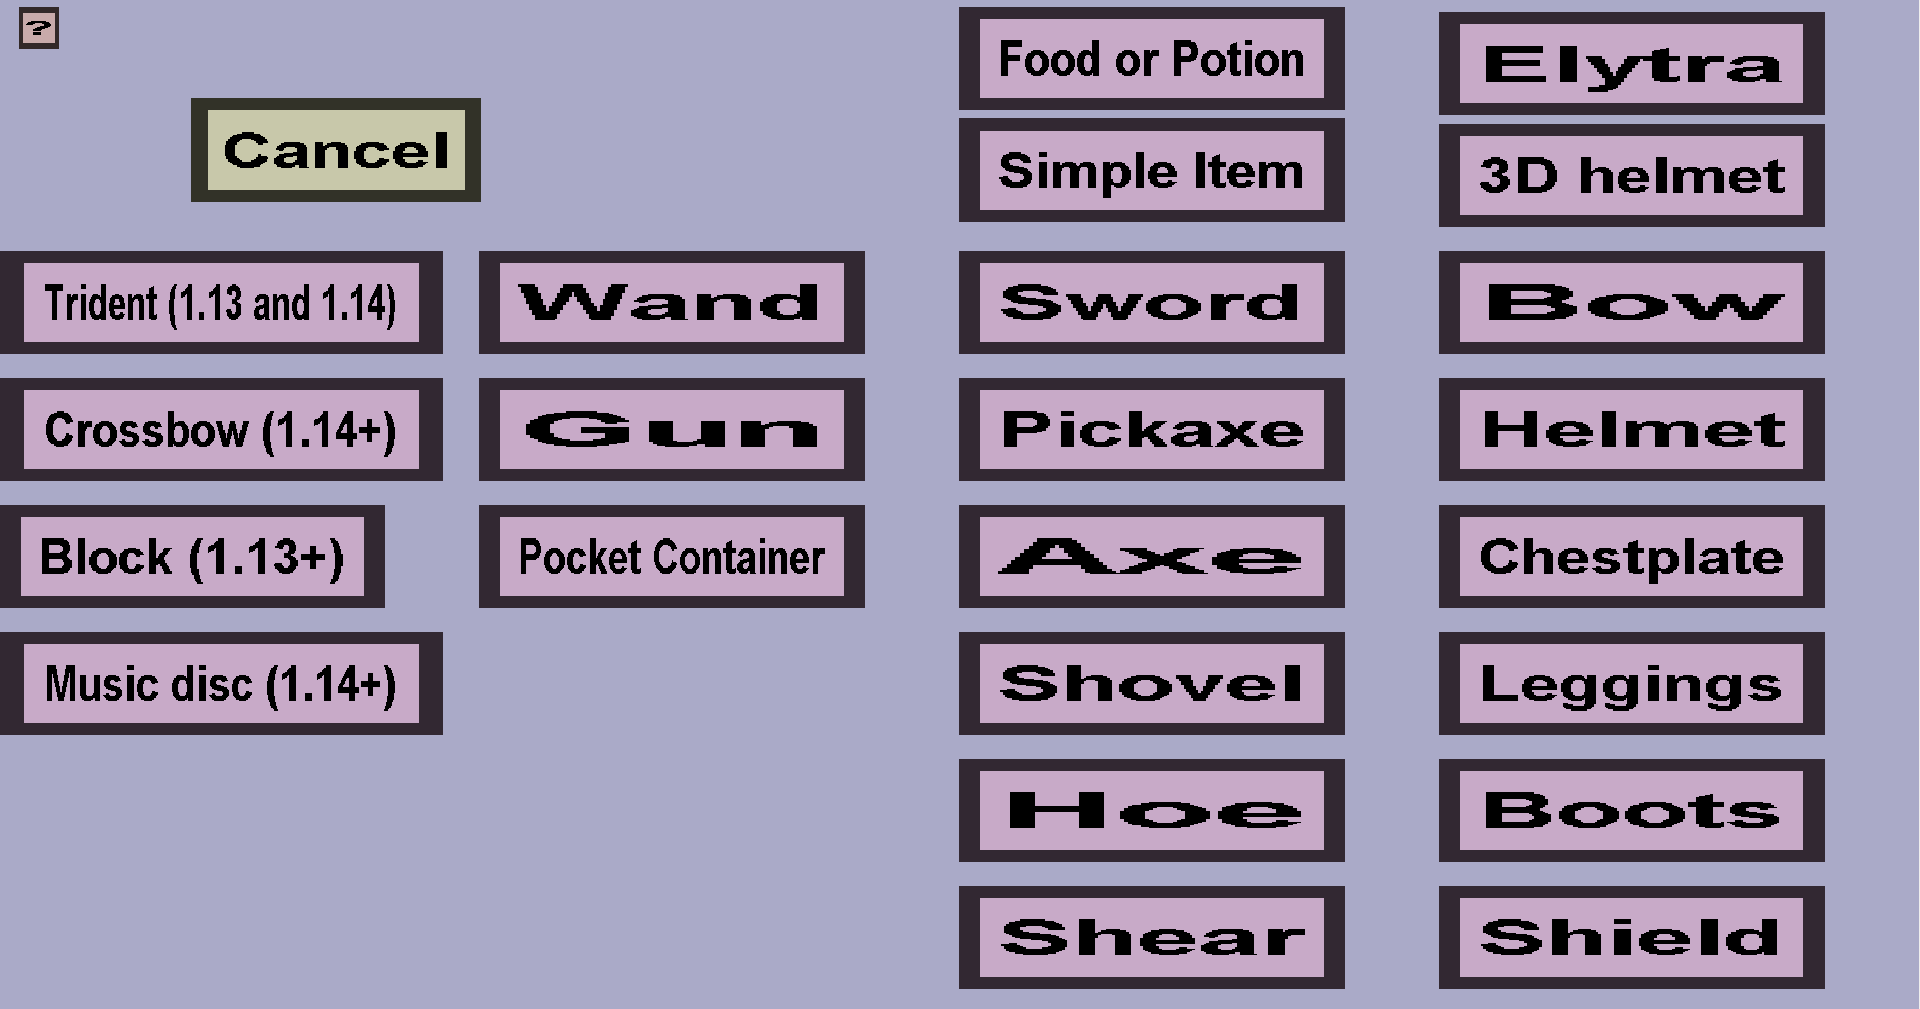 ?
Cancel
Food or Potion
Elytra
Simple Item
3D helmet
Trident (1.13 and 1.14)
Wand
Sword
Bow
Crossbow (1.14+)
Gun
Pickaxe
Helmet
Block (1.13+)
Pocket Container
Axe
Chestplate
Music disc (1.14+)
Shovel
Leggings
Hoe
Boots
Shear
Shield